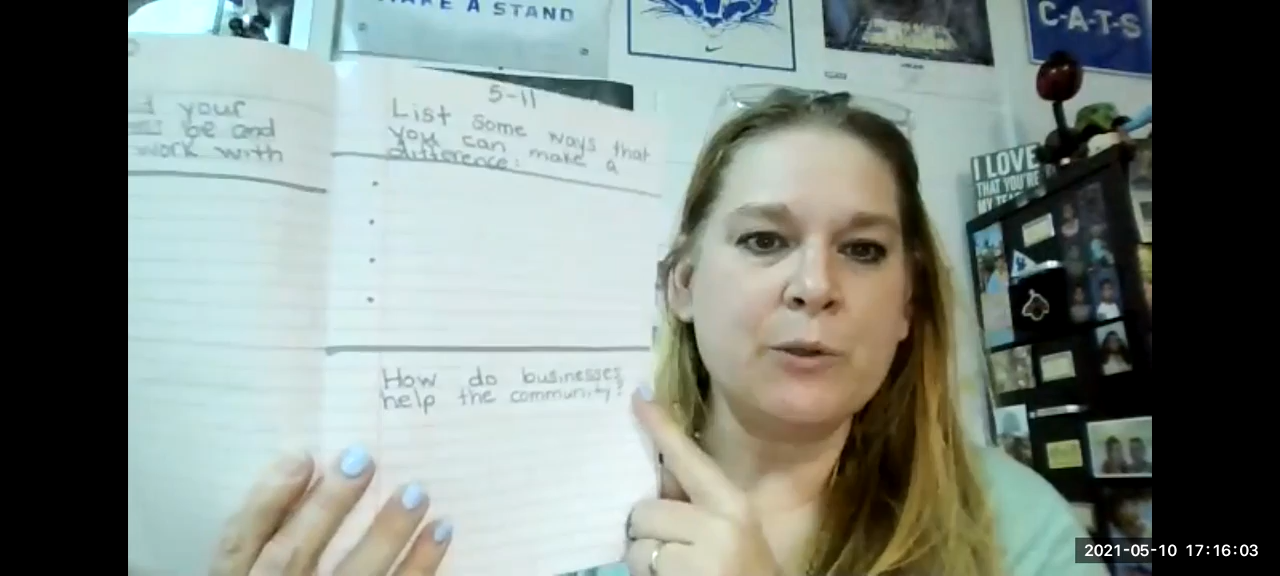 MAKE A STAND
C-A-T-S
I LOVE
THAT YOU'RE
5-11
List some ways that
you can make a
difference:
your
be and
work with
How do businesses
help the community?
2021-05-10 17:16:03